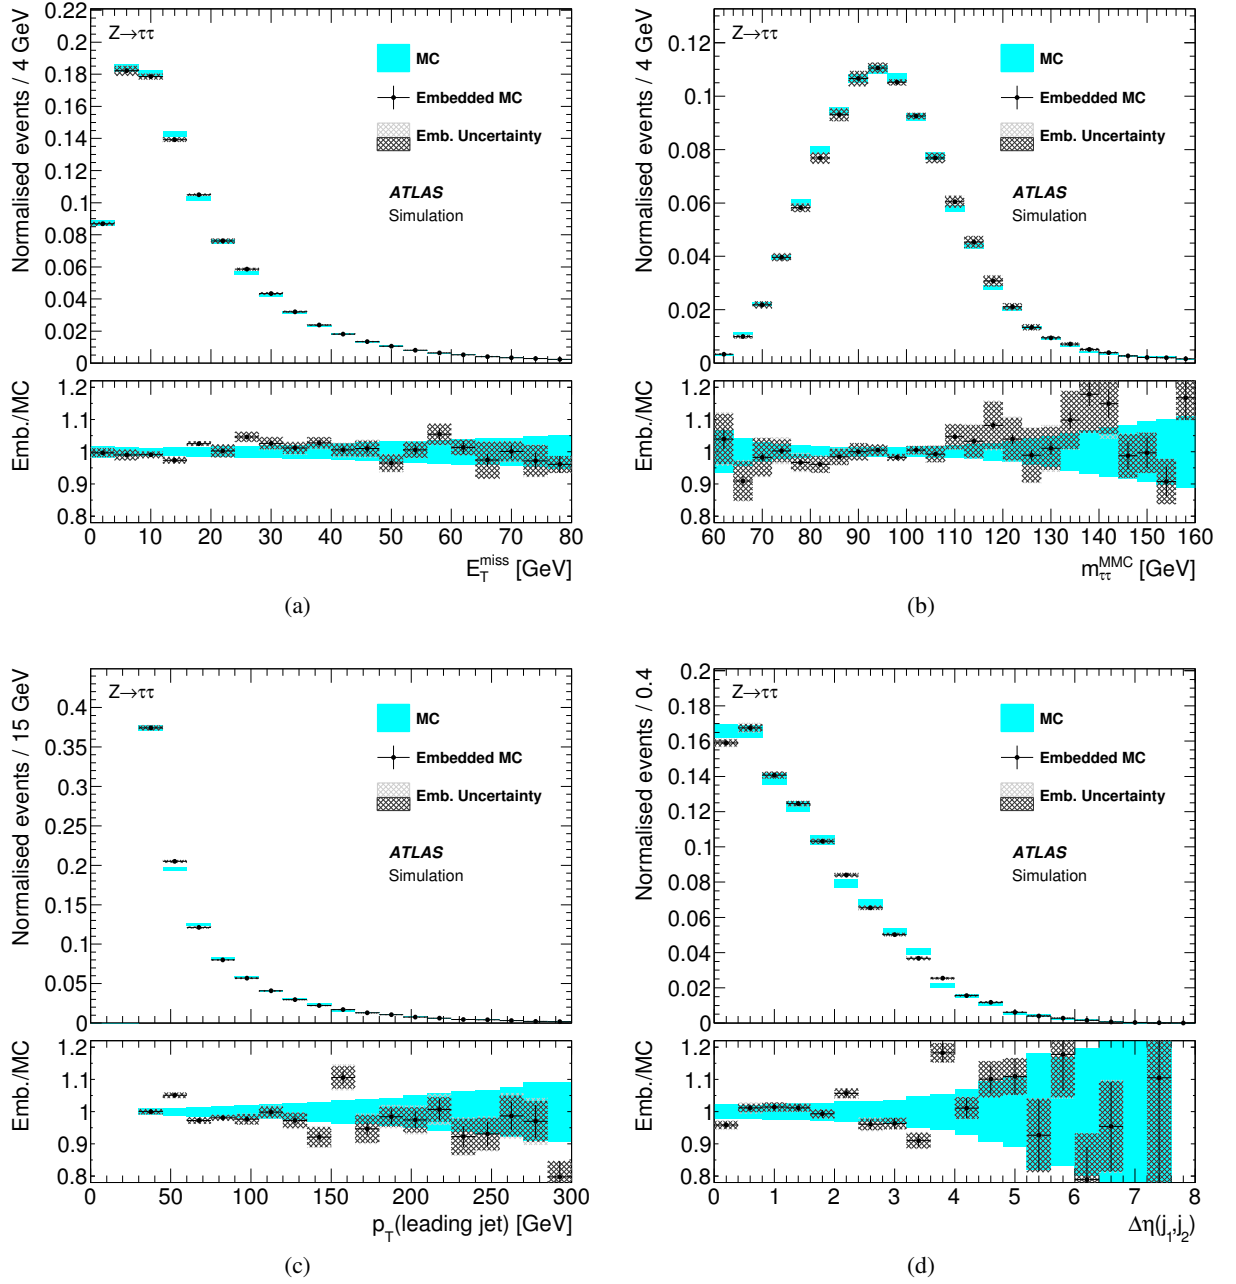 Z→ττ
MC
Embedded MC
Emb. Uncertainty
ATLAS
Simulation
Normalised events / 4 GeV
0.22
0.2
0.18
0.16
0.14
0.12
0.1
0.08
0.06
0.04
0.02
0
Emb./MC
1.2
1.1
1
0.9
0.8
0 10 20 30 40 50 60 70 80
E_T^miss [GeV]
(a)
Z→ττ
MC
Embedded MC
Emb. Uncertainty
ATLAS
Simulation
Normalised events / 4 GeV
0.12
0.1
0.08
0.06
0.04
0.02
0
Emb./MC
1.2
1.1
1
0.9
0.8
60 70 80 90 100 110 120 130 140 150 160
m_ττ^MMC [GeV]
(b)
Z→ττ
MC
Embedded MC
Emb. Uncertainty
ATLAS
Simulation
Normalised events / 15 GeV
0.4
0.35
0.3
0.25
0.2
0.15
0.1
0.05
0
Emb./MC
1.2
1.1
1
0.9
0.8
0 50 100 150 200 250 300
p_T(leading jet) [GeV]
(c)
Z→ττ
MC
Embedded MC
Emb. Uncertainty
ATLAS
Simulation
Normalised events / 0.4
0.2
0.18
0.16
0.14
0.12
0.1
0.08
0.06
0.04
0.02
0
Emb./MC
1.2
1.1
1
0.9
0.8
0 1 2 3 4 5 6 7 8
Δη(j_1,j_2)
(d)